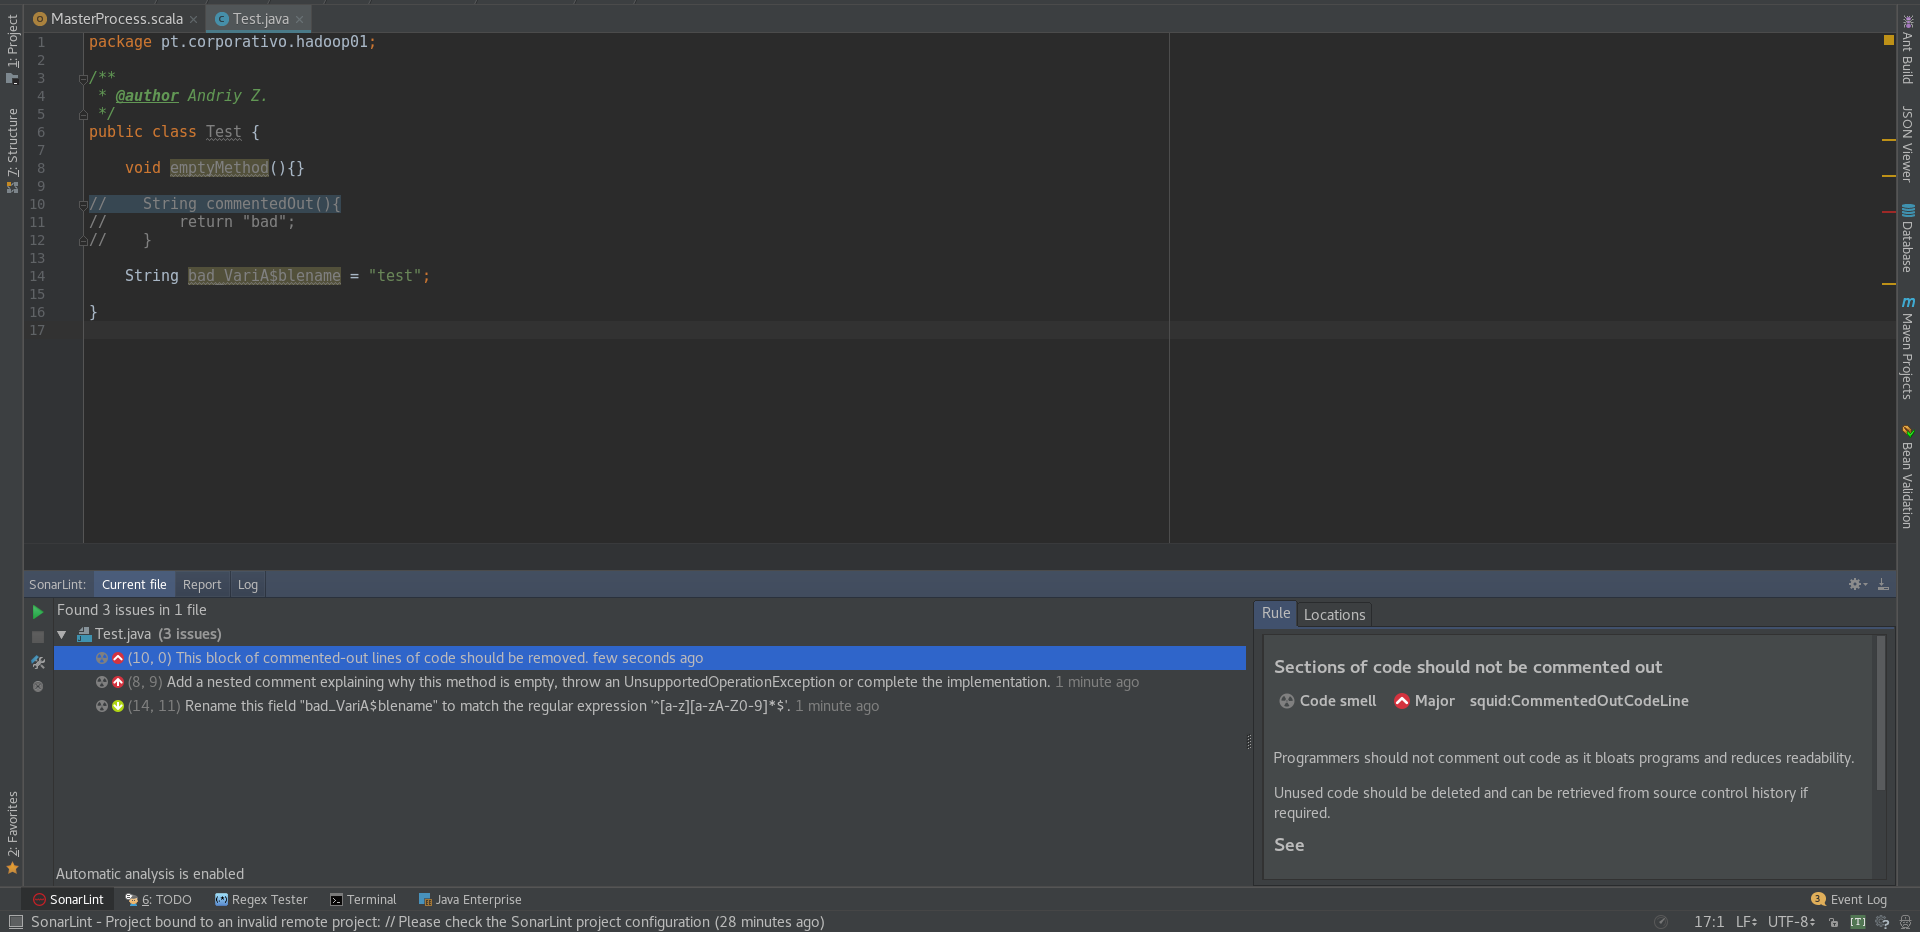 MasterProcess.scala
Test.java
1: Project
7: Structure
2: Favorites
1 package pt.corporativo.hadoop01;
2
3 /**
4  * @author Andriy Z.
5  */
6 public class Test {
7
8     void emptyMethod(){}
9
10 //    String commentedOut(){
11 //        return "bad";
12 //    }
13
14     String bad_VariA$blename = "test";
15
16 }
17
Ant Build
JSON Viewer
Database
m Maven Projects
Bean Validation
SonarLint: Current file Report Log
Found 3 issues in 1 file
Test.java (3 issues)
(10, 0) This block of commented-out lines of code should be removed. few seconds ago
(8, 9) Add a nested comment explaining why this method is empty, throw an UnsupportedOperationException or complete the implementation. 1 minute ago
(14, 11) Rename this field "bad_VariA$blename" to match the regular expression '^[a-z][a-zA-Z0-9]*$'. 1 minute ago
Automatic analysis is enabled
Rule Locations
Sections of code should not be commented out
Code smell Major squid:CommentedOutCodeLine
Programmers should not comment out code as it bloats programs and reduces readability.
Unused code should be deleted and can be retrieved from source control history if
required.
See
SonarLint 6: TODO Regex Tester Terminal Java Enterprise 3 Event Log
SonarLint - Project bound to an invalid remote project: // Please check the SonarLint project configuration (28 minutes ago) 17:1 LF UTF-8 [T]